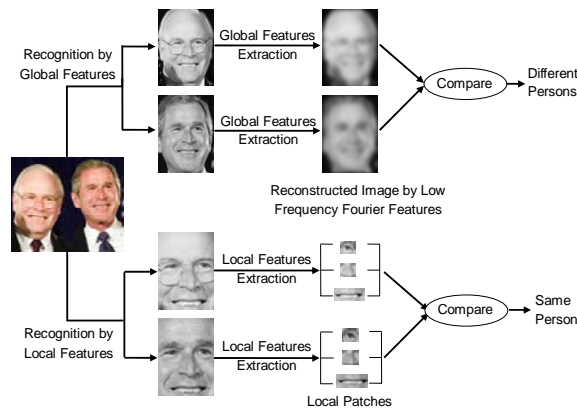 Recognition by
Global Features
Global Features
Extraction
Global Features
Extraction
Compare
Different
Persons
Reconstructed Image by Low
Frequency Fourier Features
Recognition by
Local Features
Local Features
Extraction
Local Features
Extraction
Compare
Same
Person
Local Patches